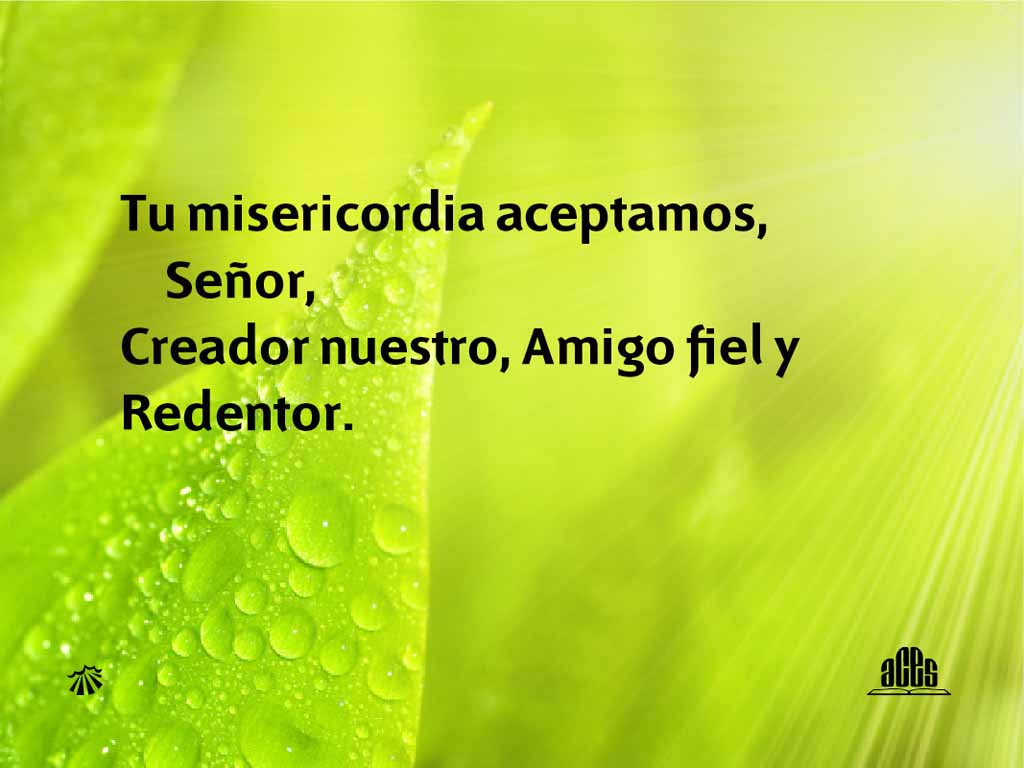 Tu misericordia aceptamos,
Señor,
Creador nuestro, Amigo fiel y
Redentor.
aces